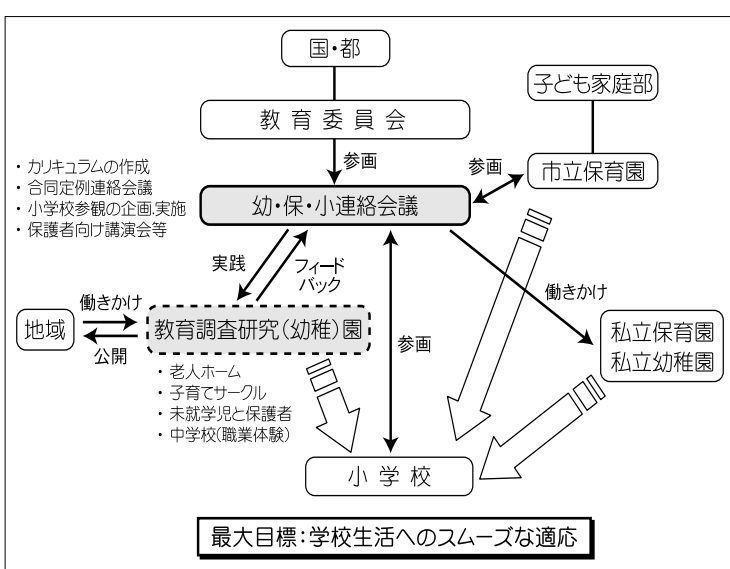 国・都
子ども家庭部
教育委員会
参画
参画
市立保育園
・ カリキュラムの作成
・ 合同定例連絡会議
・ 小学校参観の企画.実施
・ 保護者向け講演会等
幼・保・小連絡会議
実践
フィード
バック
働きかけ
働きかけ
地域
公開
教育調査研究(幼稚)園
参画
私立保育園
私立幼稚園
・ 老人ホーム
・ 子育てサークル
・ 未就学児と保護者
・ 中学校(職業体験)
小学校
最大目標:学校生活へのスムーズな適応